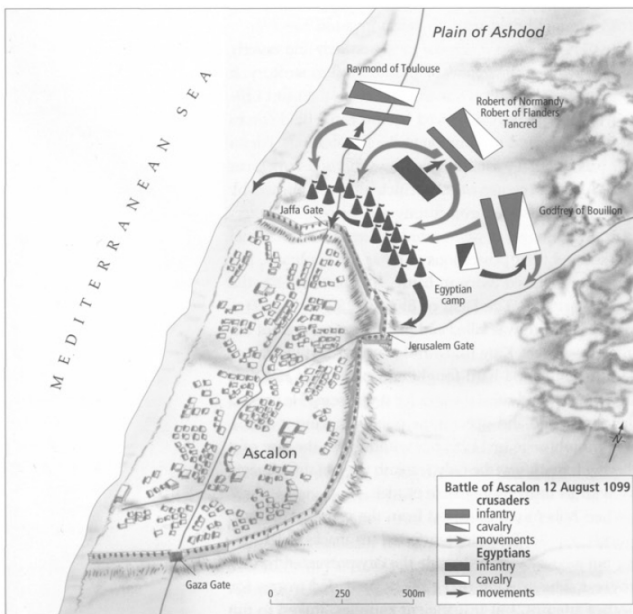 Plain of Ashdod
Raymond of Toulouse
Robert of Normandy
Robert of Flanders
Tancred
MEDITERRANEAN SEA
Jaffa Gate
Godfrey of Bouillon
Egyptian
camp
Jerusalem Gate
Ascalon
N
Battle of Ascalon 12 August 1099
crusaders
infantry
cavalry
movements
Egyptians
infantry
cavalry
movements
Gaza Gate
0 250 500m